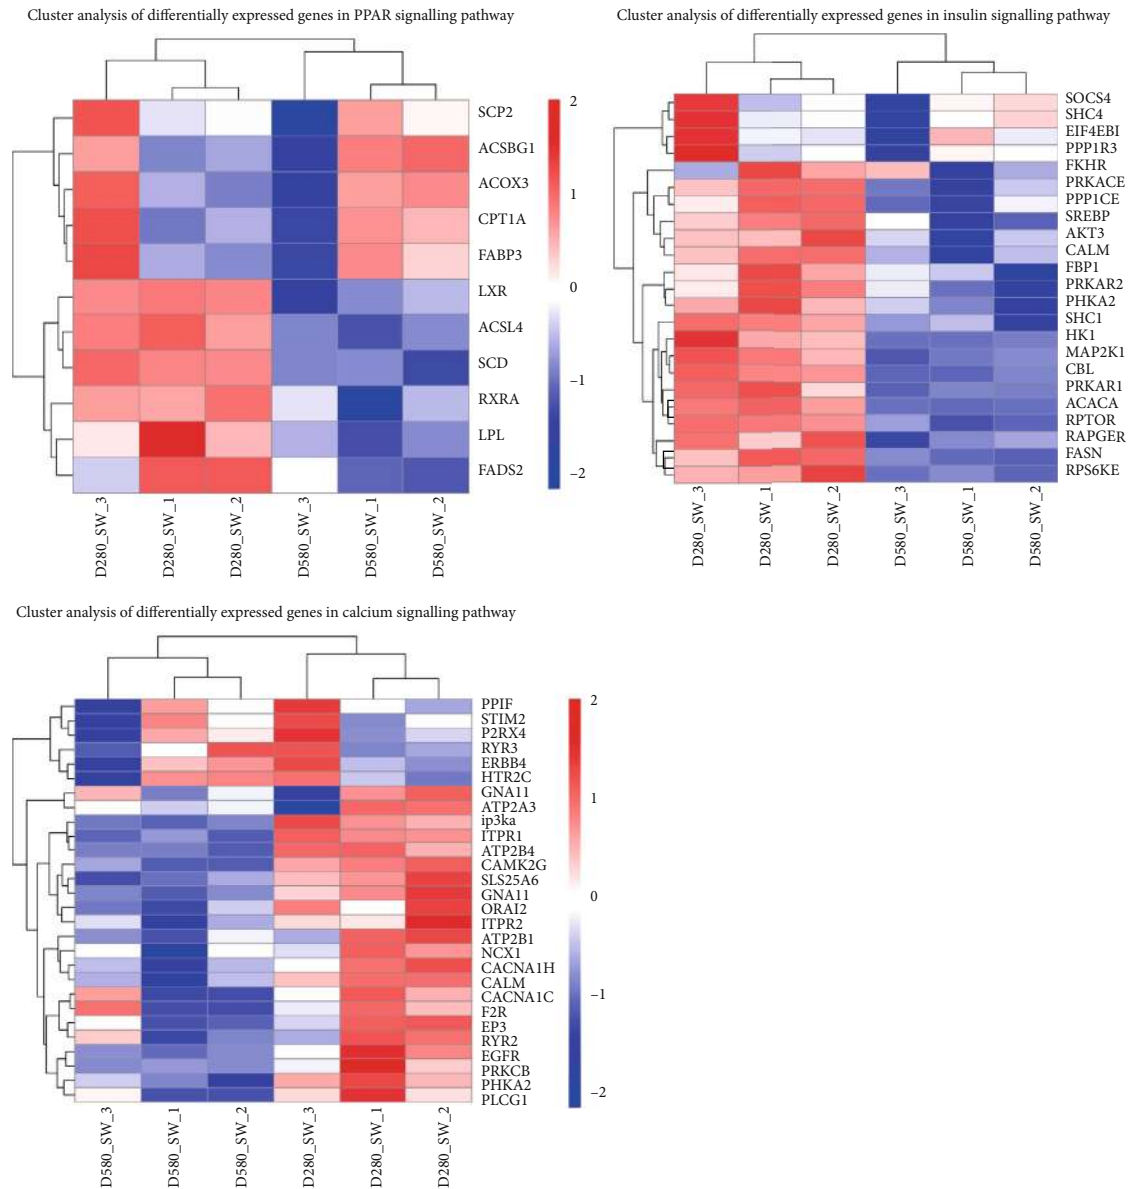 Cluster analysis of differentially expressed genes in PPAR signalling pathway
SCP2
ACSBG1
ACOX3
CPT1A
FABP3
LXR
ACSL4
SCD
RXRA
LPL
FADS2
2
1
0
−1
−2
D280_SW_3
D280_SW_1
D280_SW_2
D580_SW_3
D580_SW_1
D580_SW_2
Cluster analysis of differentially expressed genes in insulin signalling pathway
SOCS4
SHC4
EIF4EBI
PPP1R3
FKHR
PRKACE
PPP1CE
SREBP
AKT3
CALM
FBP1
PRKAR2
PHKA2
SHC1
HK1
MAP2K1
CBL
PRKAR1
ACACA
RPTOR
RAPGER
FASN
RPS6KE
D280_SW_3
D280_SW_1
D280_SW_2
D580_SW_3
D580_SW_1
D580_SW_2
Cluster analysis of differentially expressed genes in calcium signalling pathway
PPIF
STIM2
P2RX4
RYR3
ERBB4
HTR2C
GNA11
ATP2A3
ip3ka
ITPR1
ATP2B4
CAMK2G
SLS25A6
GNA11
ORAI2
ITPR2
ATP2B1
NCX1
CACNA1H
CALM
CACNA1C
F2R
EP3
RYR2
EGFR
PRKCB
PHKA2
PLCG1
2
1
0
−1
−2
D580_SW_3
D580_SW_1
D580_SW_2
D280_SW_3
D280_SW_1
D280_SW_2